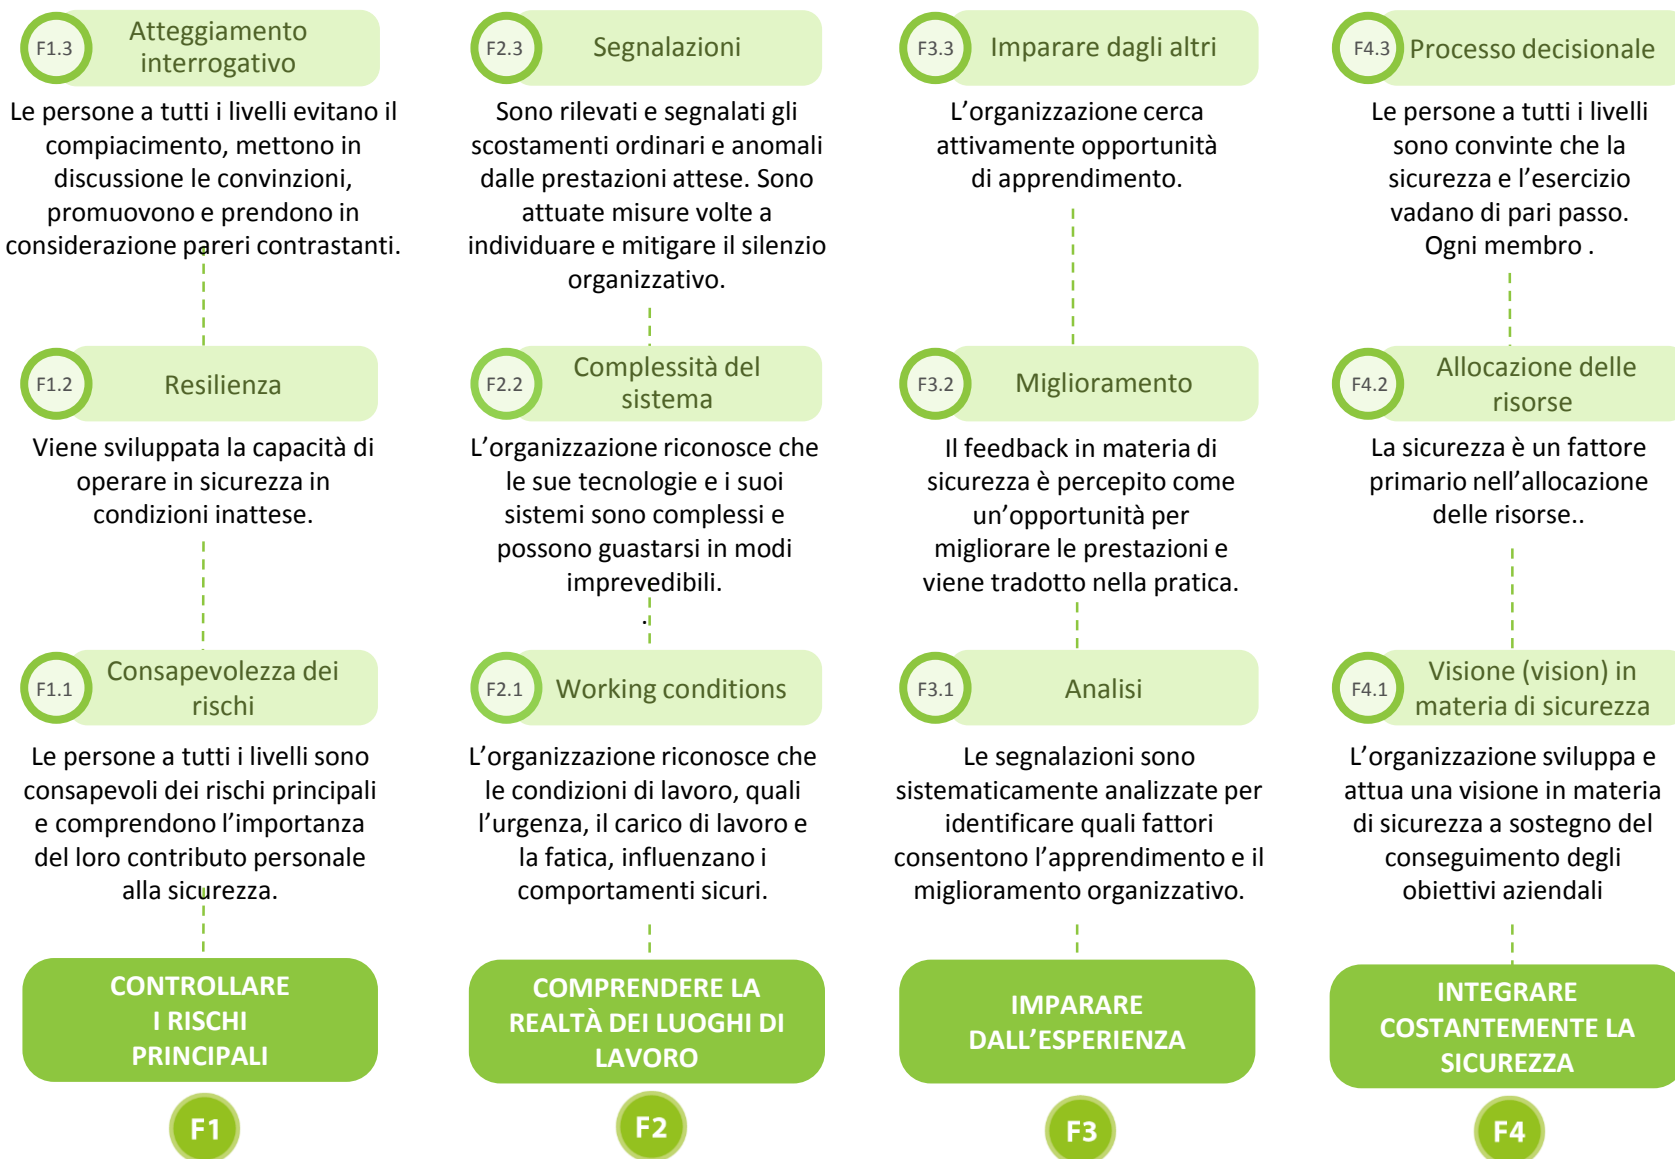 F1.3
Atteggiamento
interrogativo
Le persone a tutti i livelli evitano il
compiacimento, mettono in
discussione le convinzioni,
promuovono e prendono in
considerazione pareri contrastanti.
F1.2
Resilienza
Viene sviluppata la capacità di
operare in sicurezza in
condizioni inattese.
F1.1
Consapevolezza dei
rischi
Le persone a tutti i livelli sono
consapevoli dei rischi principali
e comprendono l’importanza
del loro contributo personale
alla sicurezza.
CONTROLLARE
I RISCHI
PRINCIPALI
F1
F2.3
Segnalazioni
Sono rilevati e segnalati gli
scostamenti ordinari e anomali
dalle prestazioni attese. Sono
attuate misure volte a
individuare e mitigare il silenzio
organizzativo.
F2.2
Complessità del
sistema
L’organizzazione riconosce che
le sue tecnologie e i suoi
sistemi sono complessi e
possono guastarsi in modi
imprevedibili.
.
F2.1
Working conditions
L’organizzazione riconosce che
le condizioni di lavoro, quali
l’urgenza, il carico di lavoro e
la fatica, influenzano i
comportamenti sicuri.
COMPRENDERE LA
REALTÀ DEI LUOGHI DI
LAVORO
F2
F3.3
Imparare dagli altri
L’organizzazione cerca
attivamente opportunità
di apprendimento.
F3.2
Miglioramento
Il feedback in materia di
sicurezza è percepito come
un’opportunità per
migliorare le prestazioni e
viene tradotto nella pratica.
F3.1
Analisi
Le segnalazioni sono
sistematicamente analizzate per
identificare quali fattori
consentono l’apprendimento e il
miglioramento organizzativo.
IMPARARE
DALL’ESPERIENZA
F3
F4.3
Processo decisionale
Le persone a tutti i livelli
sono convinte che la
sicurezza e l’esercizio
vadano di pari passo.
Ogni membro .
F4.2
Allocazione delle
risorse
La sicurezza è un fattore
primario nell’allocazione
delle risorse..
F4.1
Visione (vision) in
materia di sicurezza
L’organizzazione sviluppa e
attua una visione in materia
di sicurezza a sostegno del
conseguimento degli
obiettivi aziendali
INTEGRARE
COSTANTEMENTE LA
SICUREZZA
F4